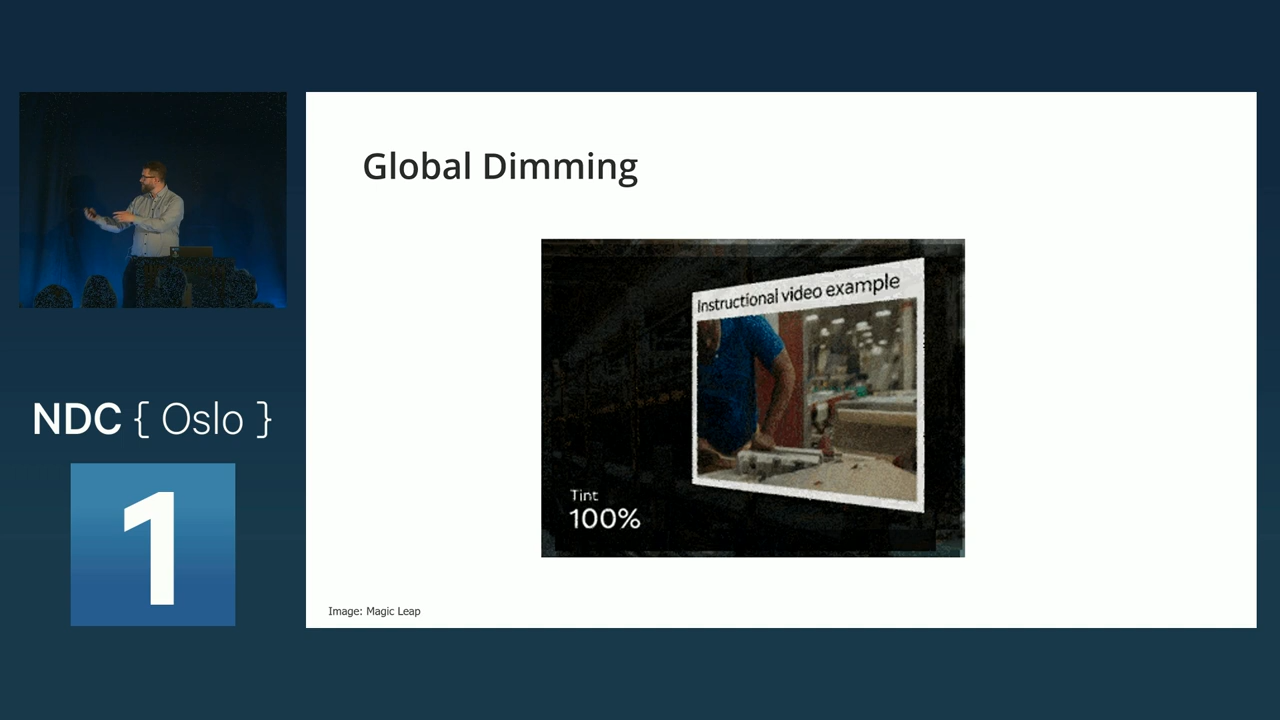 Global Dimming
Instructional video example
Tint
100%
Image: Magic Leap
NDC { Oslo }
1